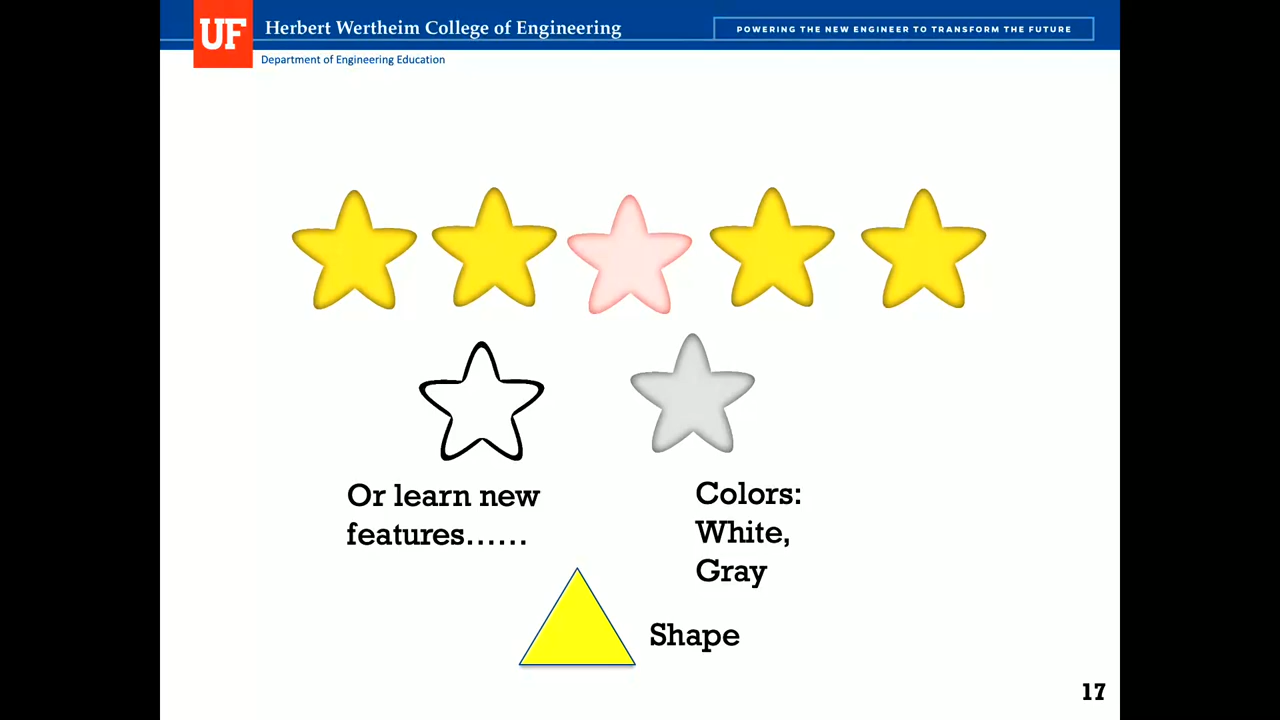 UF
Herbert Wertheim College of Engineering
POWERING THE NEW ENGINEER TO TRANSFORM THE FUTURE
Department of Engineering Education
Or learn new
features......
Colors:
White,
Gray
Shape
17